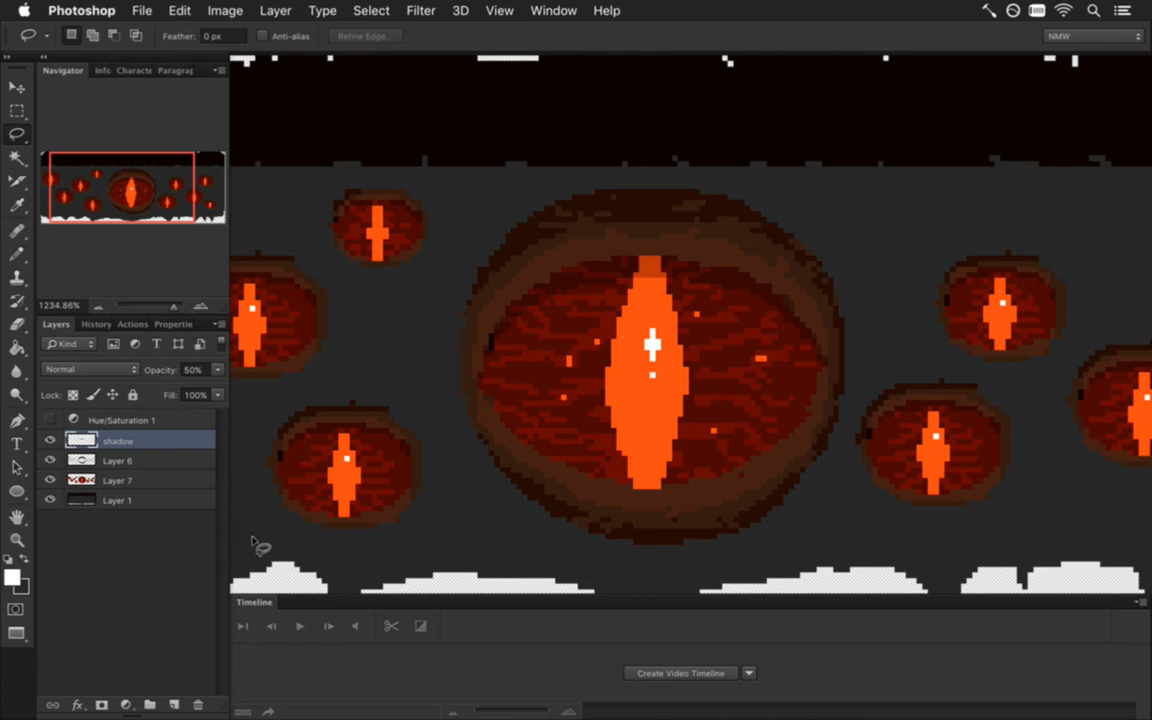 Photoshop File Edit Image Layer Type Select Filter 3D View Window Help
Feather: 0 px Anti-alias Refine Edge... NMW
Navigator Info Characte Paragrap
1234.86%
Layers History Actions Propertie
Kind
Normal Opacity: 50%
Lock: Fill: 100%
Hue/Saturation 1
shadow
Layer 6
Layer 7
Layer 1
Timeline
Create Video Timeline